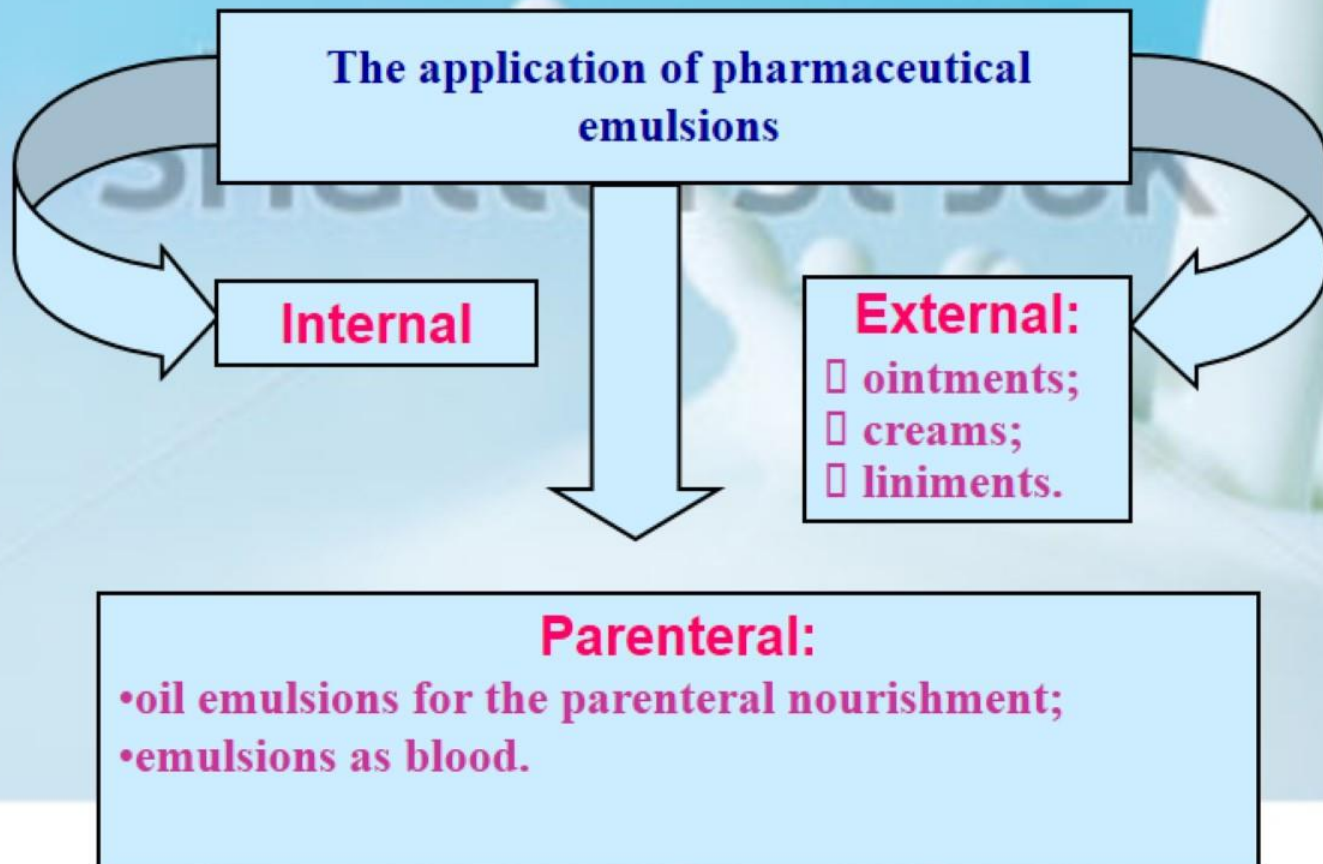 The application of pharmaceutical
emulsions
Internal
External:
▯ ointments;
▯ creams;
▯ liniments.
Parenteral:
•oil emulsions for the parenteral nourishment;
•emulsions as blood.